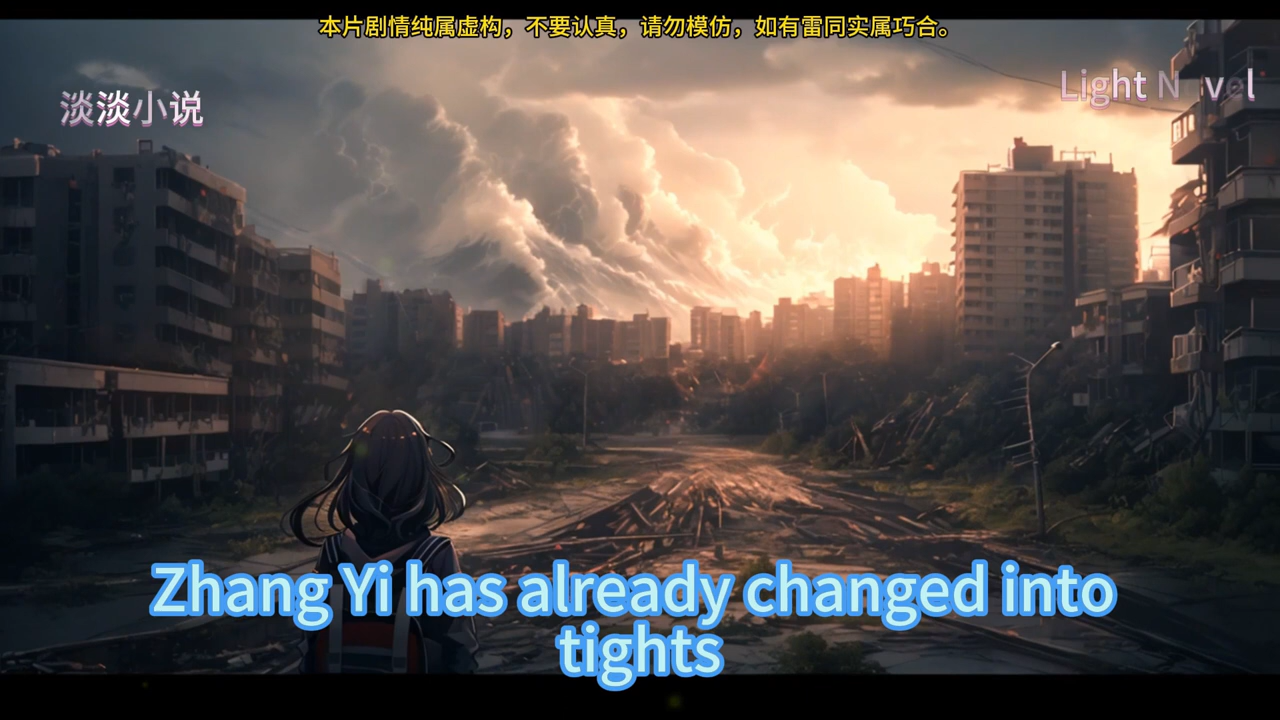 本片剧情纯属虚构，不要认真，请勿模仿，如有雷同实属巧合。
淡淡小说
Light Novel
Zhang Yi has already changed into
tights